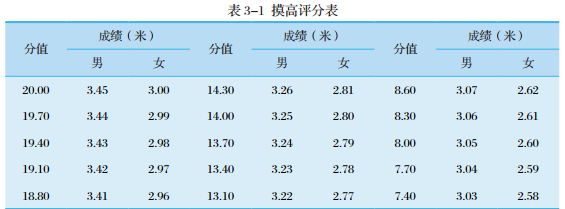 表 3–1 摸高评分表
分值 成绩（米） 分值 成绩（米） 分值 成绩（米）
男 女 男 女 男 女
20.00 3.45 3.00 14.30 3.26 2.81 8.60 3.07 2.62
19.70 3.44 2.99 14.00 3.25 2.80 8.30 3.06 2.61
19.40 3.43 2.98 13.70 3.24 2.79 8.00 3.05 2.60
19.10 3.42 2.97 13.40 3.23 2.78 7.70 3.04 2.59
18.80 3.41 2.96 13.10 3.22 2.77 7.40 3.03 2.58